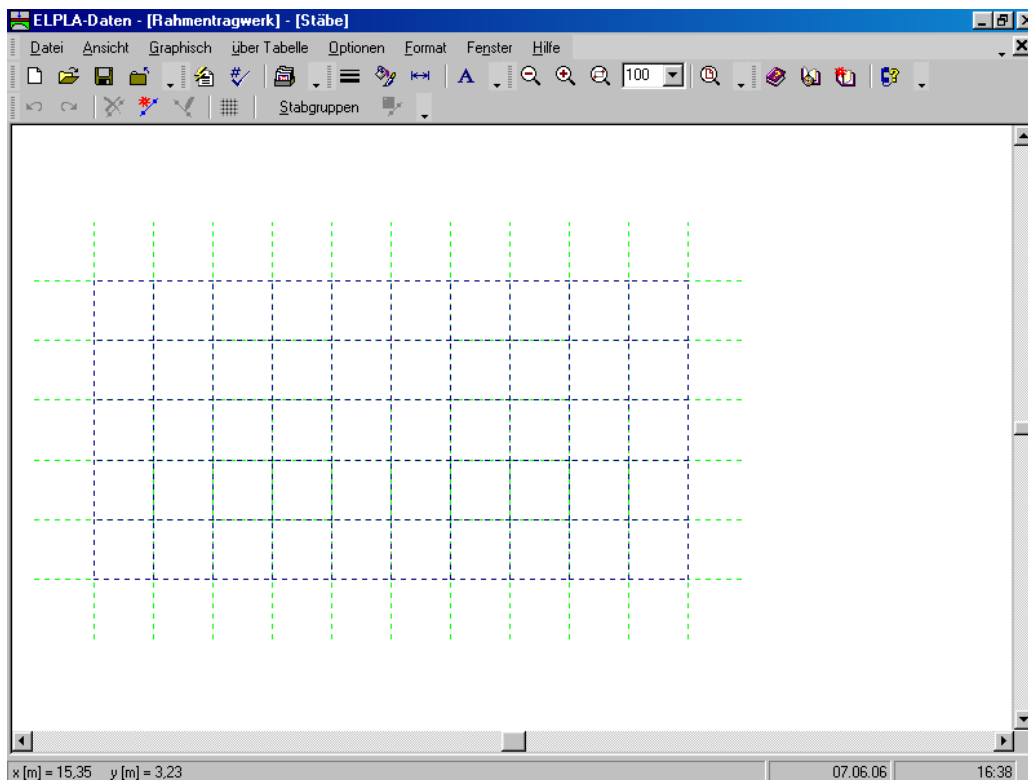 ELPLA-Daten - [Rahmentragwerk] - [Stäbe]
Datei Ansicht Graphisch über Tabelle Optionen Format Fenster Hilfe
A 100
Stabgruppen
x [m] = 15,35 y [m] = 3,23 07.06.06 16:38